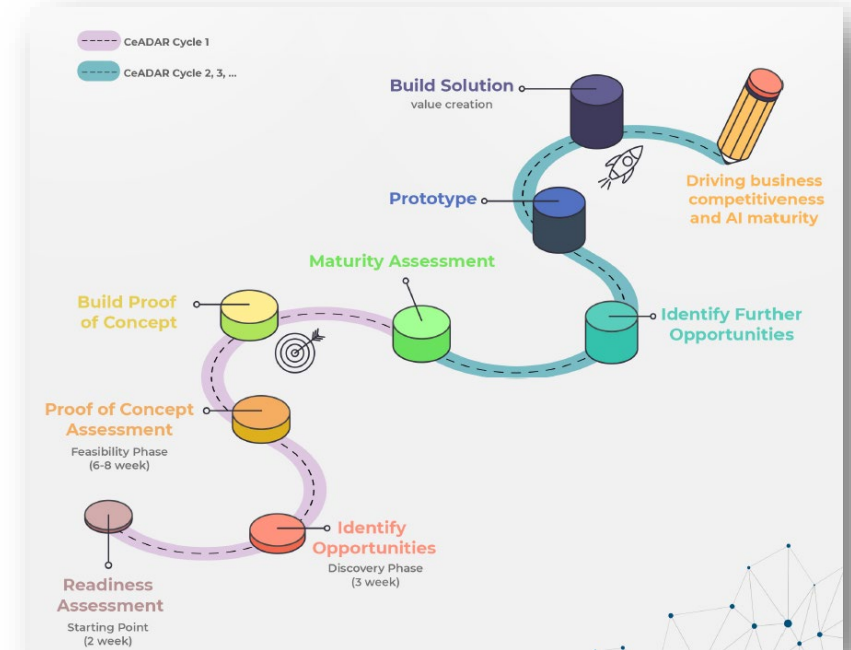 CeADAR Cycle 1
CeADAR Cycle 2, 3, ...
Build Solution
value creation
Driving business
competitiveness
and AI maturity
Prototype
Maturity Assessment
Build Proof
of Concept
Identify Further
Opportunities
Proof of Concept
Assessment
Feasibility Phase
(6-8 week)
Identify
Opportunities
Discovery Phase
(3 week)
Readiness
Assessment
Starting Point
(2 week)